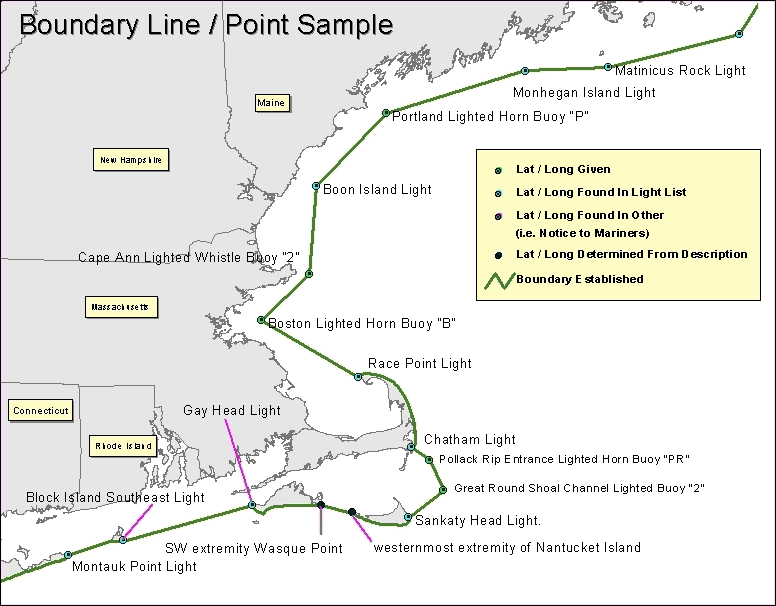 Boundary Line / Point Sample
Matinicus Rock Light
Monhegan Island Light
Maine
Portland Lighted Horn Buoy "P"
New Hampshire
Lat / Long Given
Lat / Long Found In Light List
Lat / Long Found In Other
(i.e. Notice to Mariners)
Lat / Long Determined From Description
Boundary Established
Boon Island Light
Cape Ann Lighted Whistle Buoy "2"
Massachusetts
Boston Lighted Horn Buoy "B"
Race Point Light
Connecticut
Gay Head Light
Rhode Island
Chatham Light
Pollack Rip Entrance Lighted Horn Buoy "PR"
Great Round Shoal Channel Lighted Buoy "2"
Block Island Southeast Light
Sankaty Head Light.
SW extremity Wasque Point
westernmost extremity of Nantucket Island
Montauk Point Light